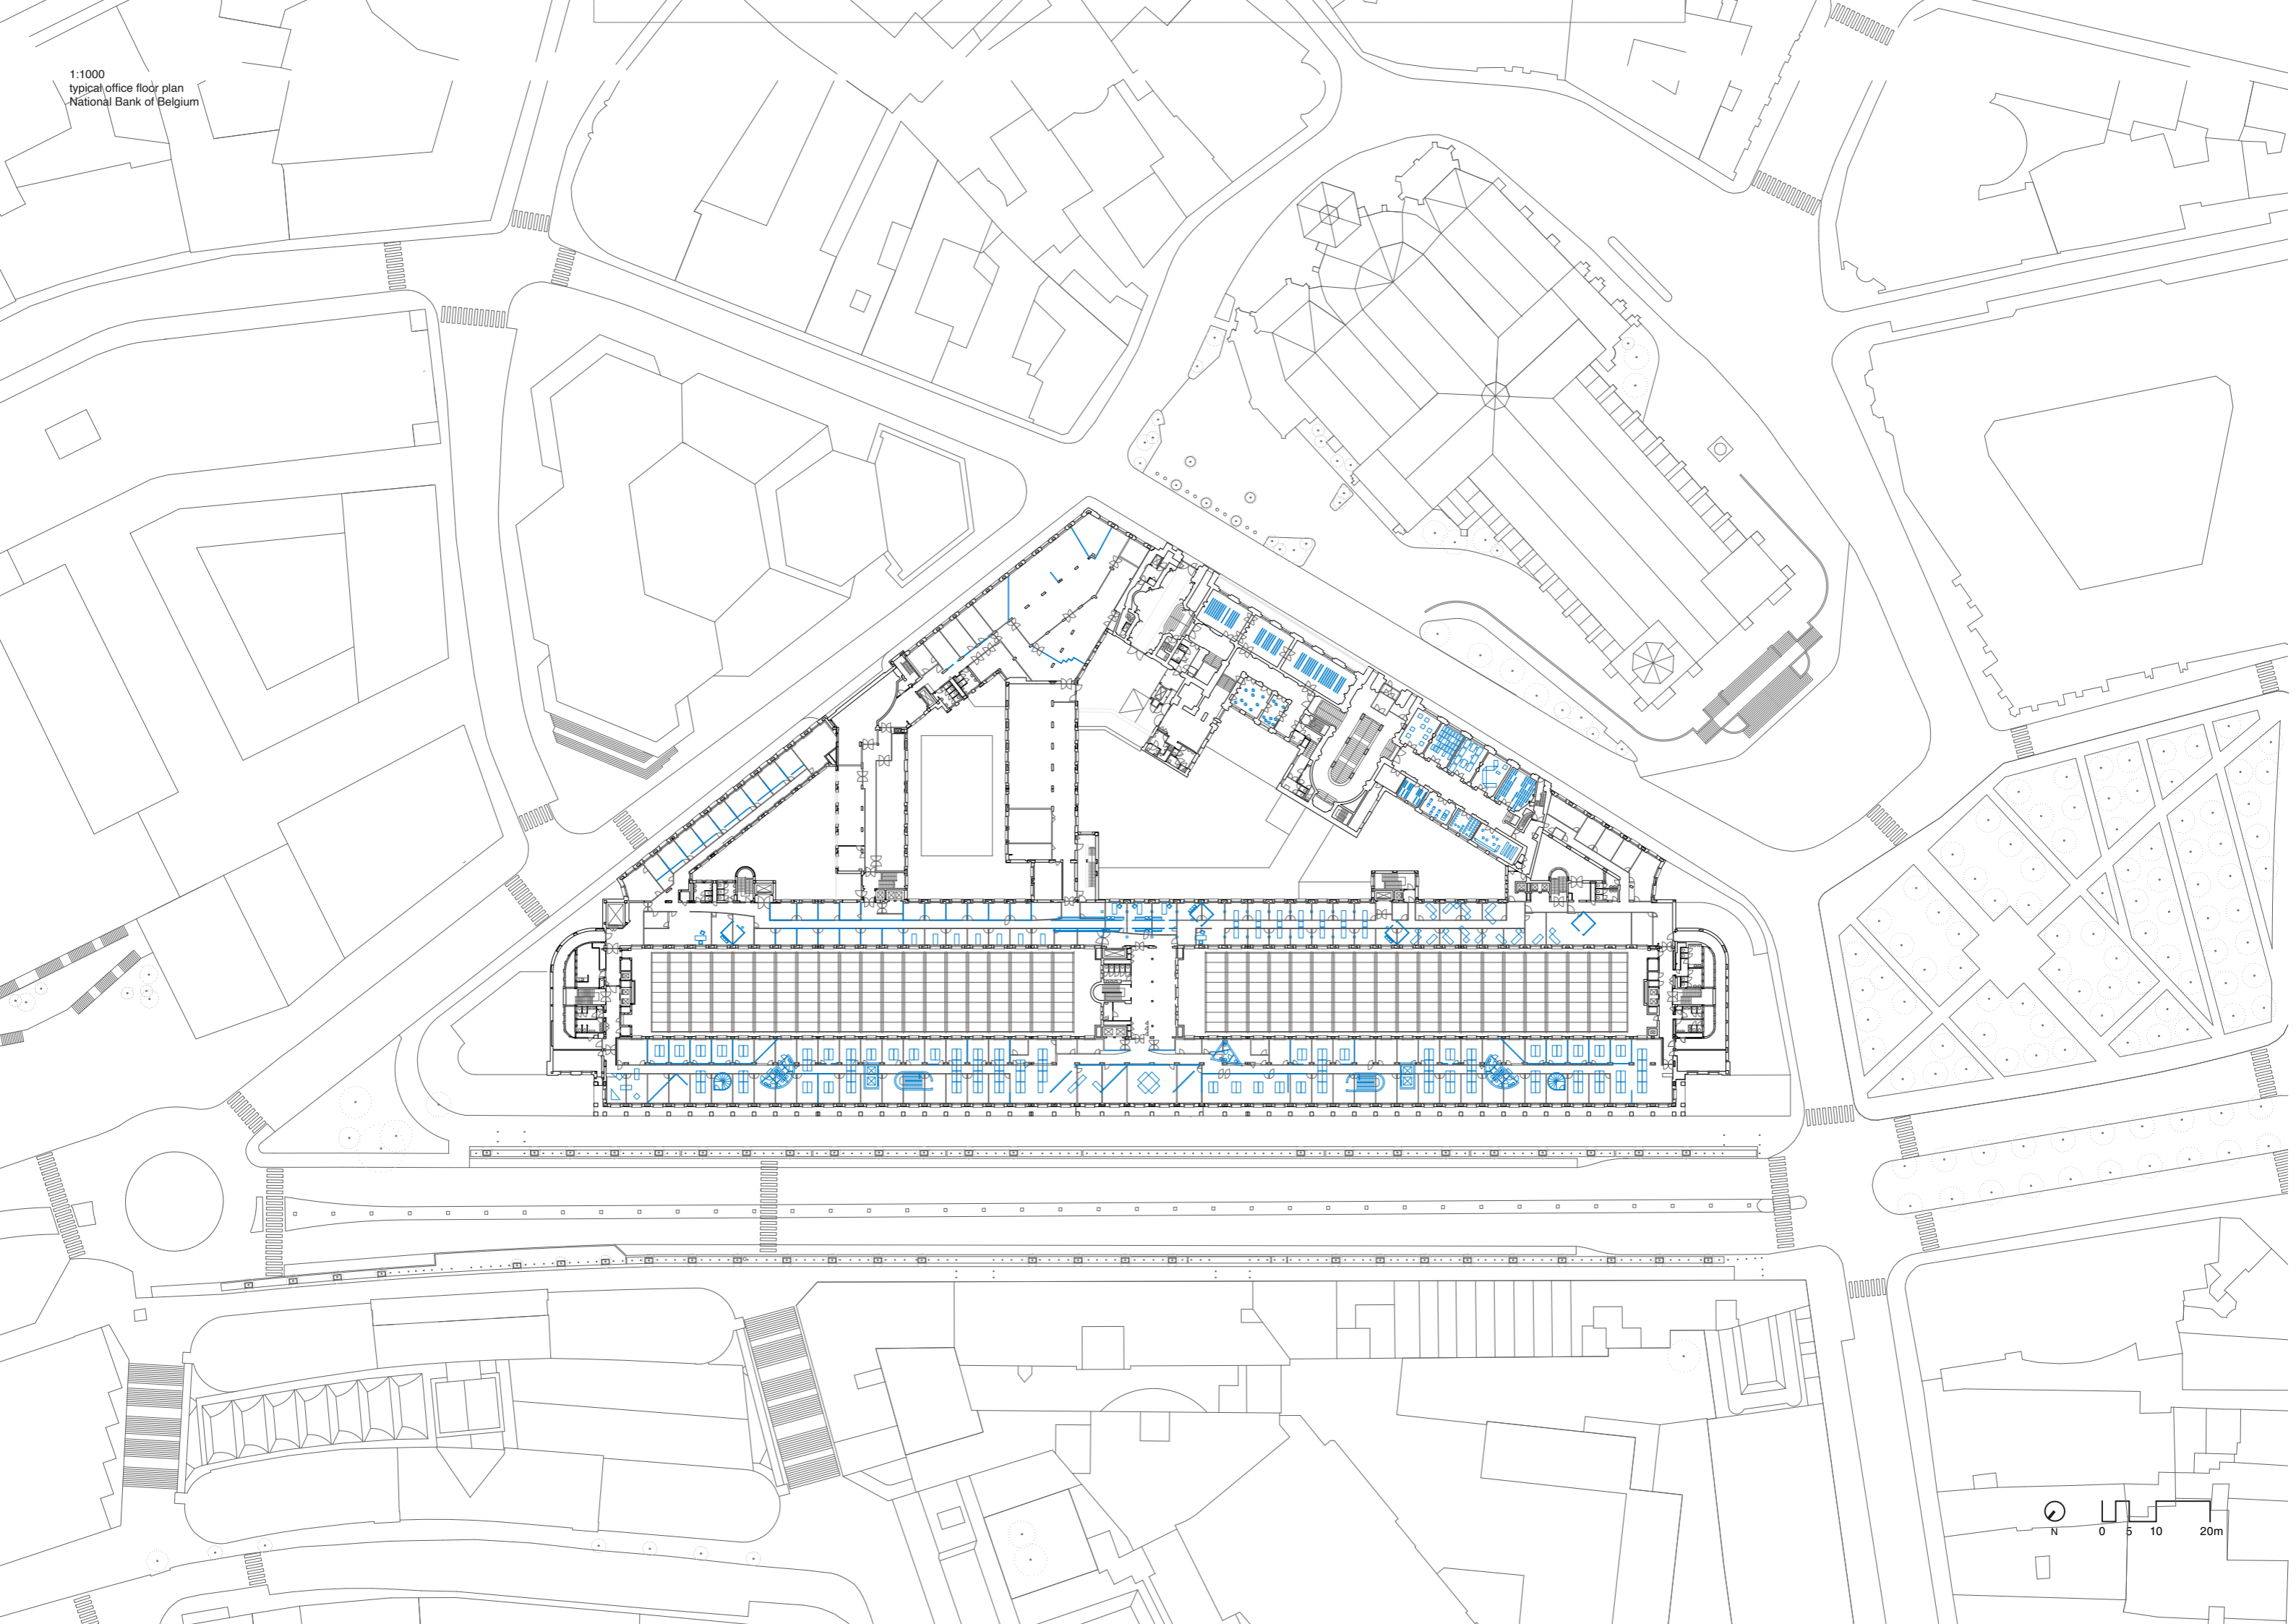 1:1000
typical office floor plan
National Bank of Belgium
N
0 5 10 20m